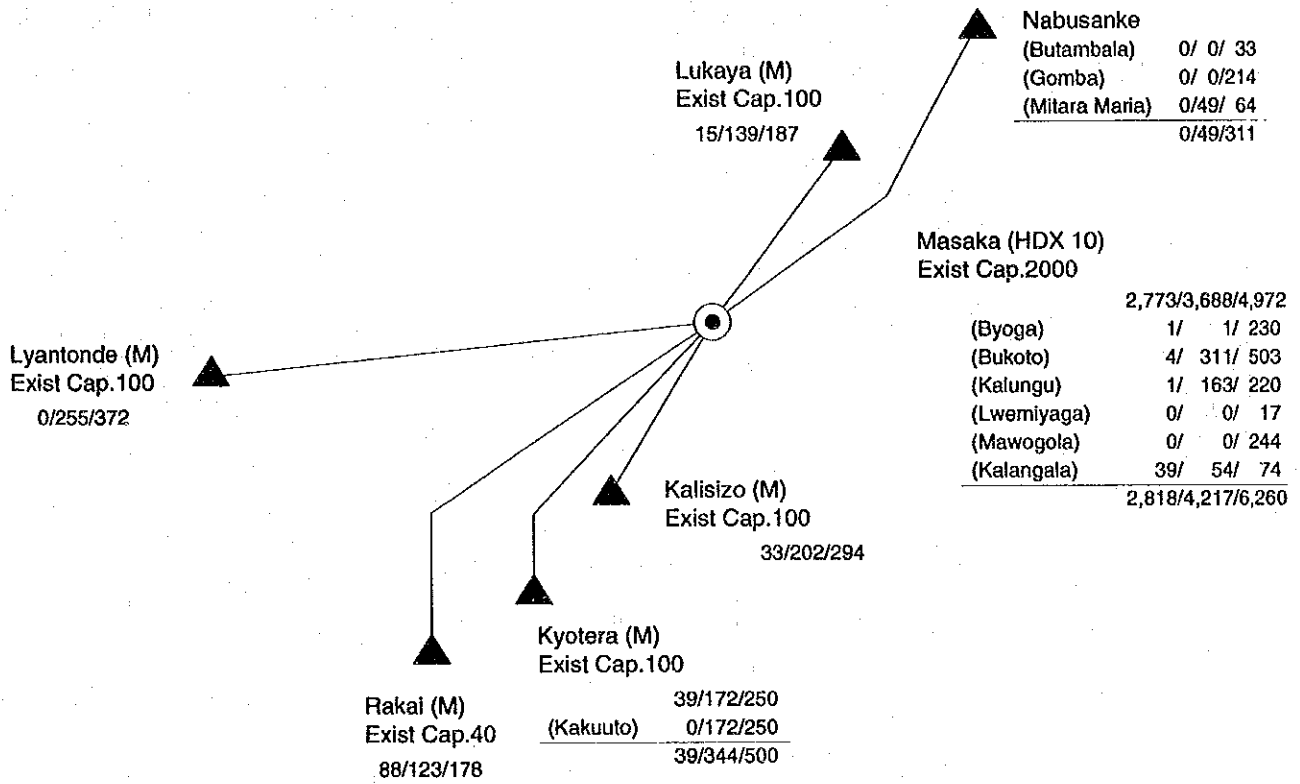 Nabusanke
(Butambala) 0/ 0/ 33
(Gomba) 0/ 0/214
(Mitara Maria) 0/49/ 64
0/49/311
Lukaya (M)
Exist Cap.100
15/139/187
Masaka (HDX 10)
Exist Cap.2000
2,773/3,688/4,972
(Byoga) 1/ 1/ 230
(Bukoto) 4/ 311/ 503
(Kalungu) 1/ 163/ 220
(Lwemiyaga) 0/ 0/ 17
(Mawogola) 0/ 0/ 244
(Kalangala) 39/ 54/ 74
2,818/4,217/6,260
Lyantonde (M)
Exist Cap.100
0/255/372
Kalisizo (M)
Exist Cap.100
33/202/294
Kyotera (M)
Exist Cap.100
39/172/250
(Kakuuto) 0/172/250
39/344/500
Rakai (M)
Exist Cap.40
88/123/178